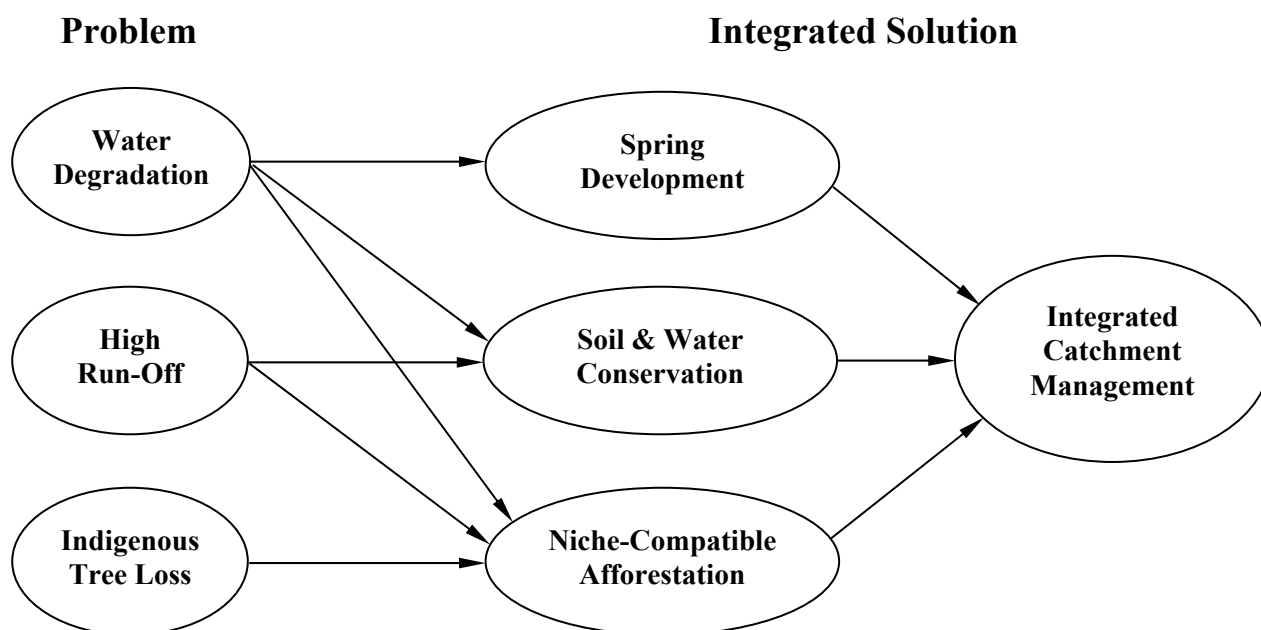 Problem
Integrated Solution
Water
Degradation
Spring
Development
High
Run-Off
Soil & Water
Conservation
Integrated
Catchment
Management
Indigenous
Tree Loss
Niche-Compatible
Afforestation